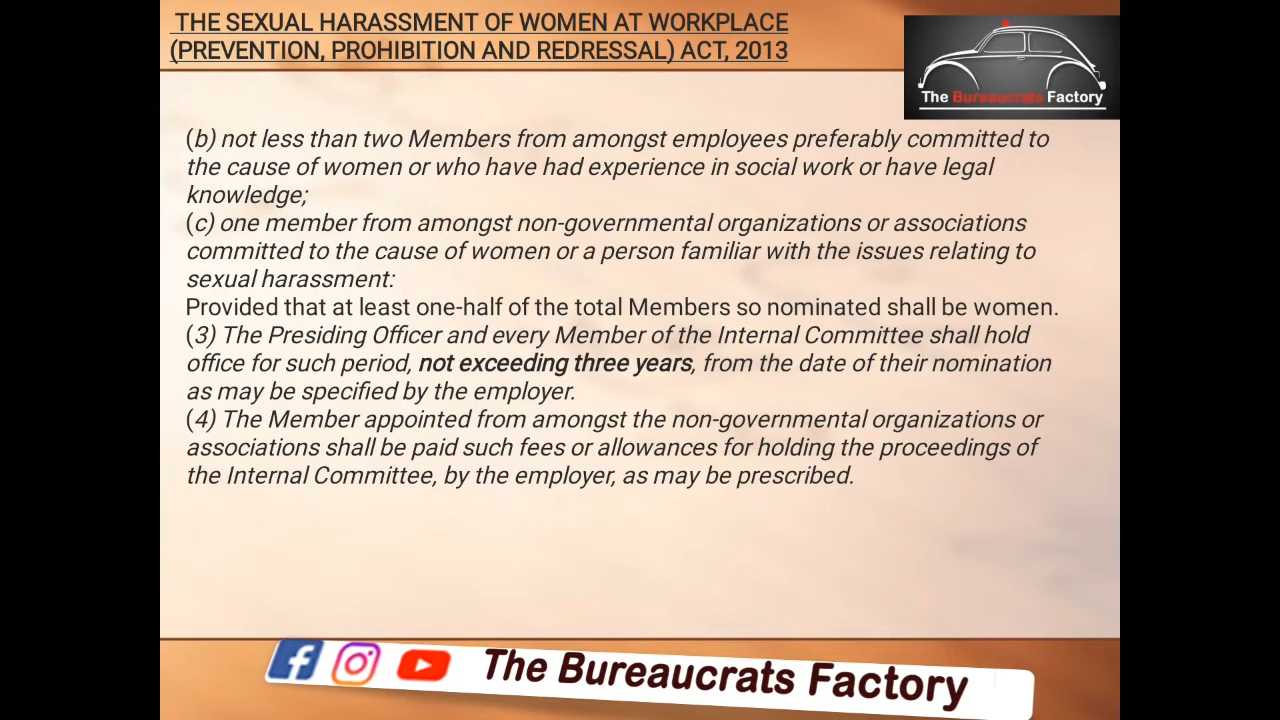 THE SEXUAL HARASSMENT OF WOMEN AT WORKPLACE
(PREVENTION, PROHIBITION AND REDRESSAL) ACT, 2013
The Bureaucrats Factory
(b) not less than two Members from amongst employees preferably committed to
the cause of women or who have had experience in social work or have legal
knowledge;
(c) one member from amongst non-governmental organizations or associations
committed to the cause of women or a person familiar with the issues relating to
sexual harassment:
Provided that at least one-half of the total Members so nominated shall be women.
(3) The Presiding Officer and every Member of the Internal Committee shall hold
office for such period, not exceeding three years, from the date of their nomination
as may be specified by the employer.
(4) The Member appointed from amongst the non-governmental organizations or
associations shall be paid such fees or allowances for holding the proceedings of
the Internal Committee, by the employer, as may be prescribed.
The Bureaucrats Factory